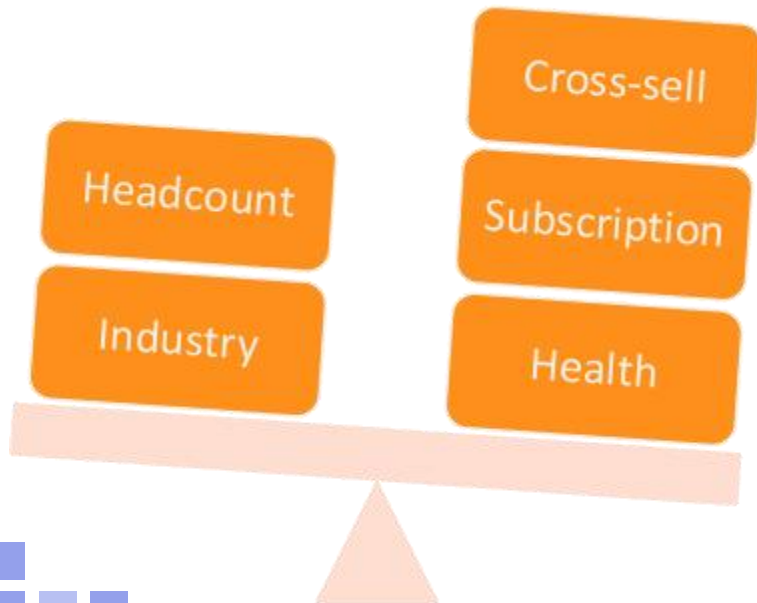 Headcount
Industry
Cross-sell
Subscription
Health